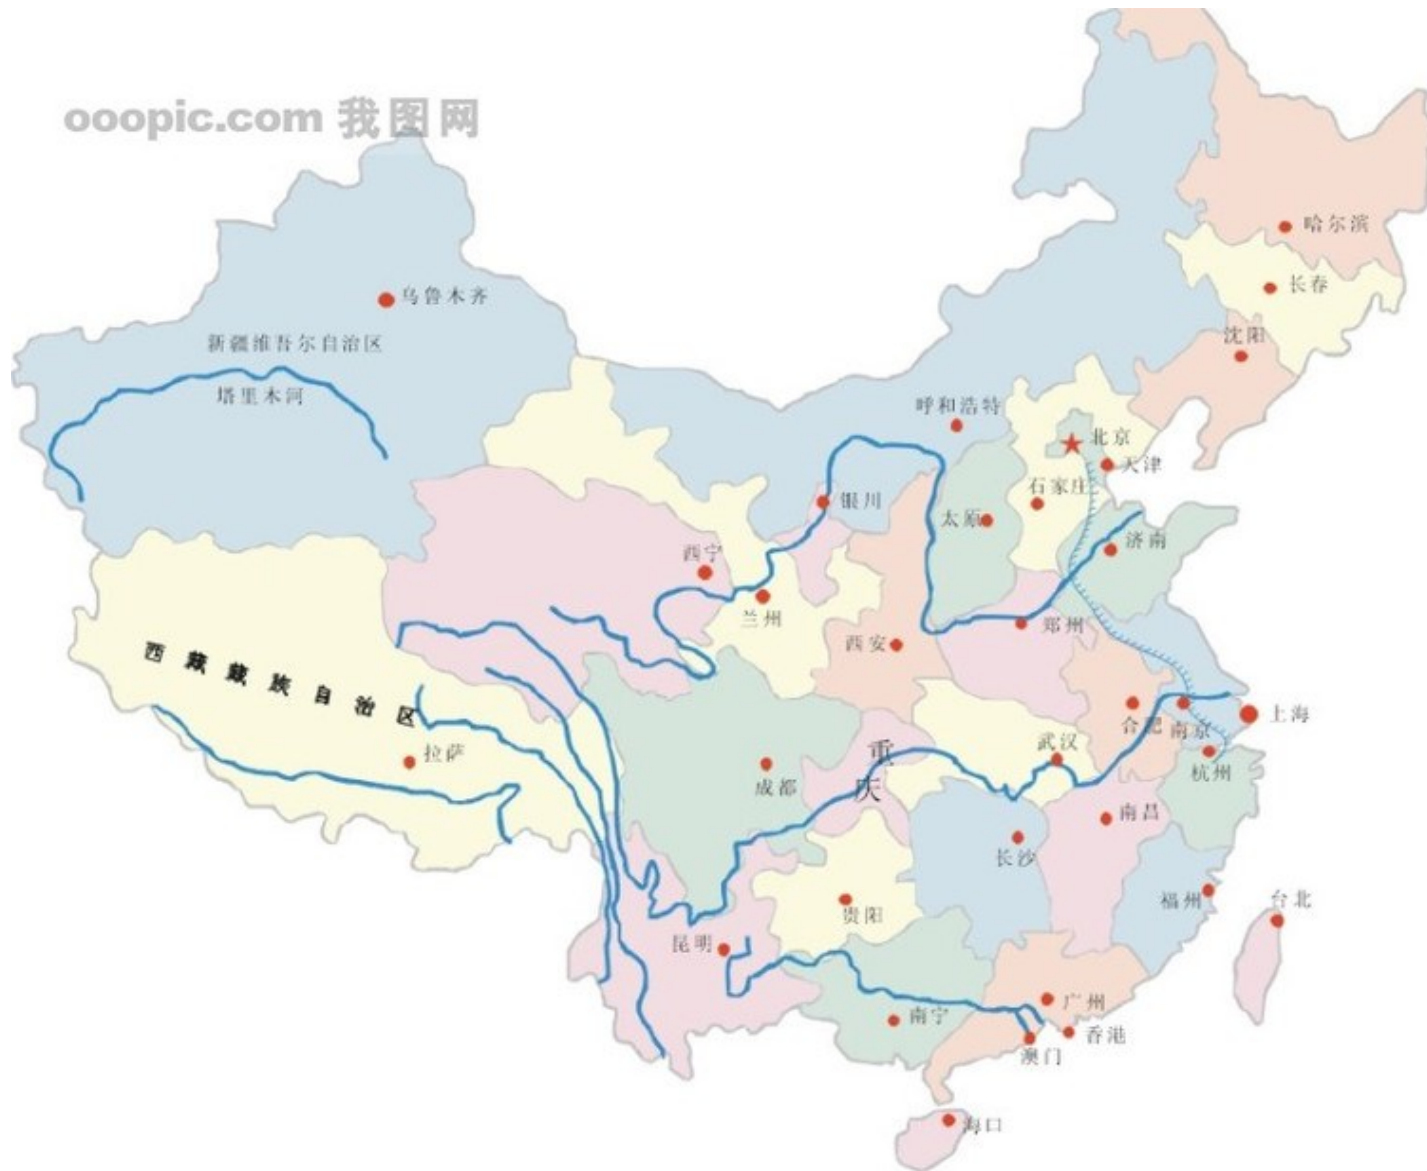 ooopic.com 我图网
哈尔滨
长春
乌鲁木齐
沈阳
新疆维吾尔自治区
塔里木河
呼和浩特
北京
天津
石家庄
银川
太原
济南
西宁
兰州
郑州
西安
西藏藏族自治区
合肥
南京
上海
拉萨
武汉
重庆
杭州
成都
南昌
长沙
福州
台北
贵阳
昆明
广州
南宁
香港
澳门
海口